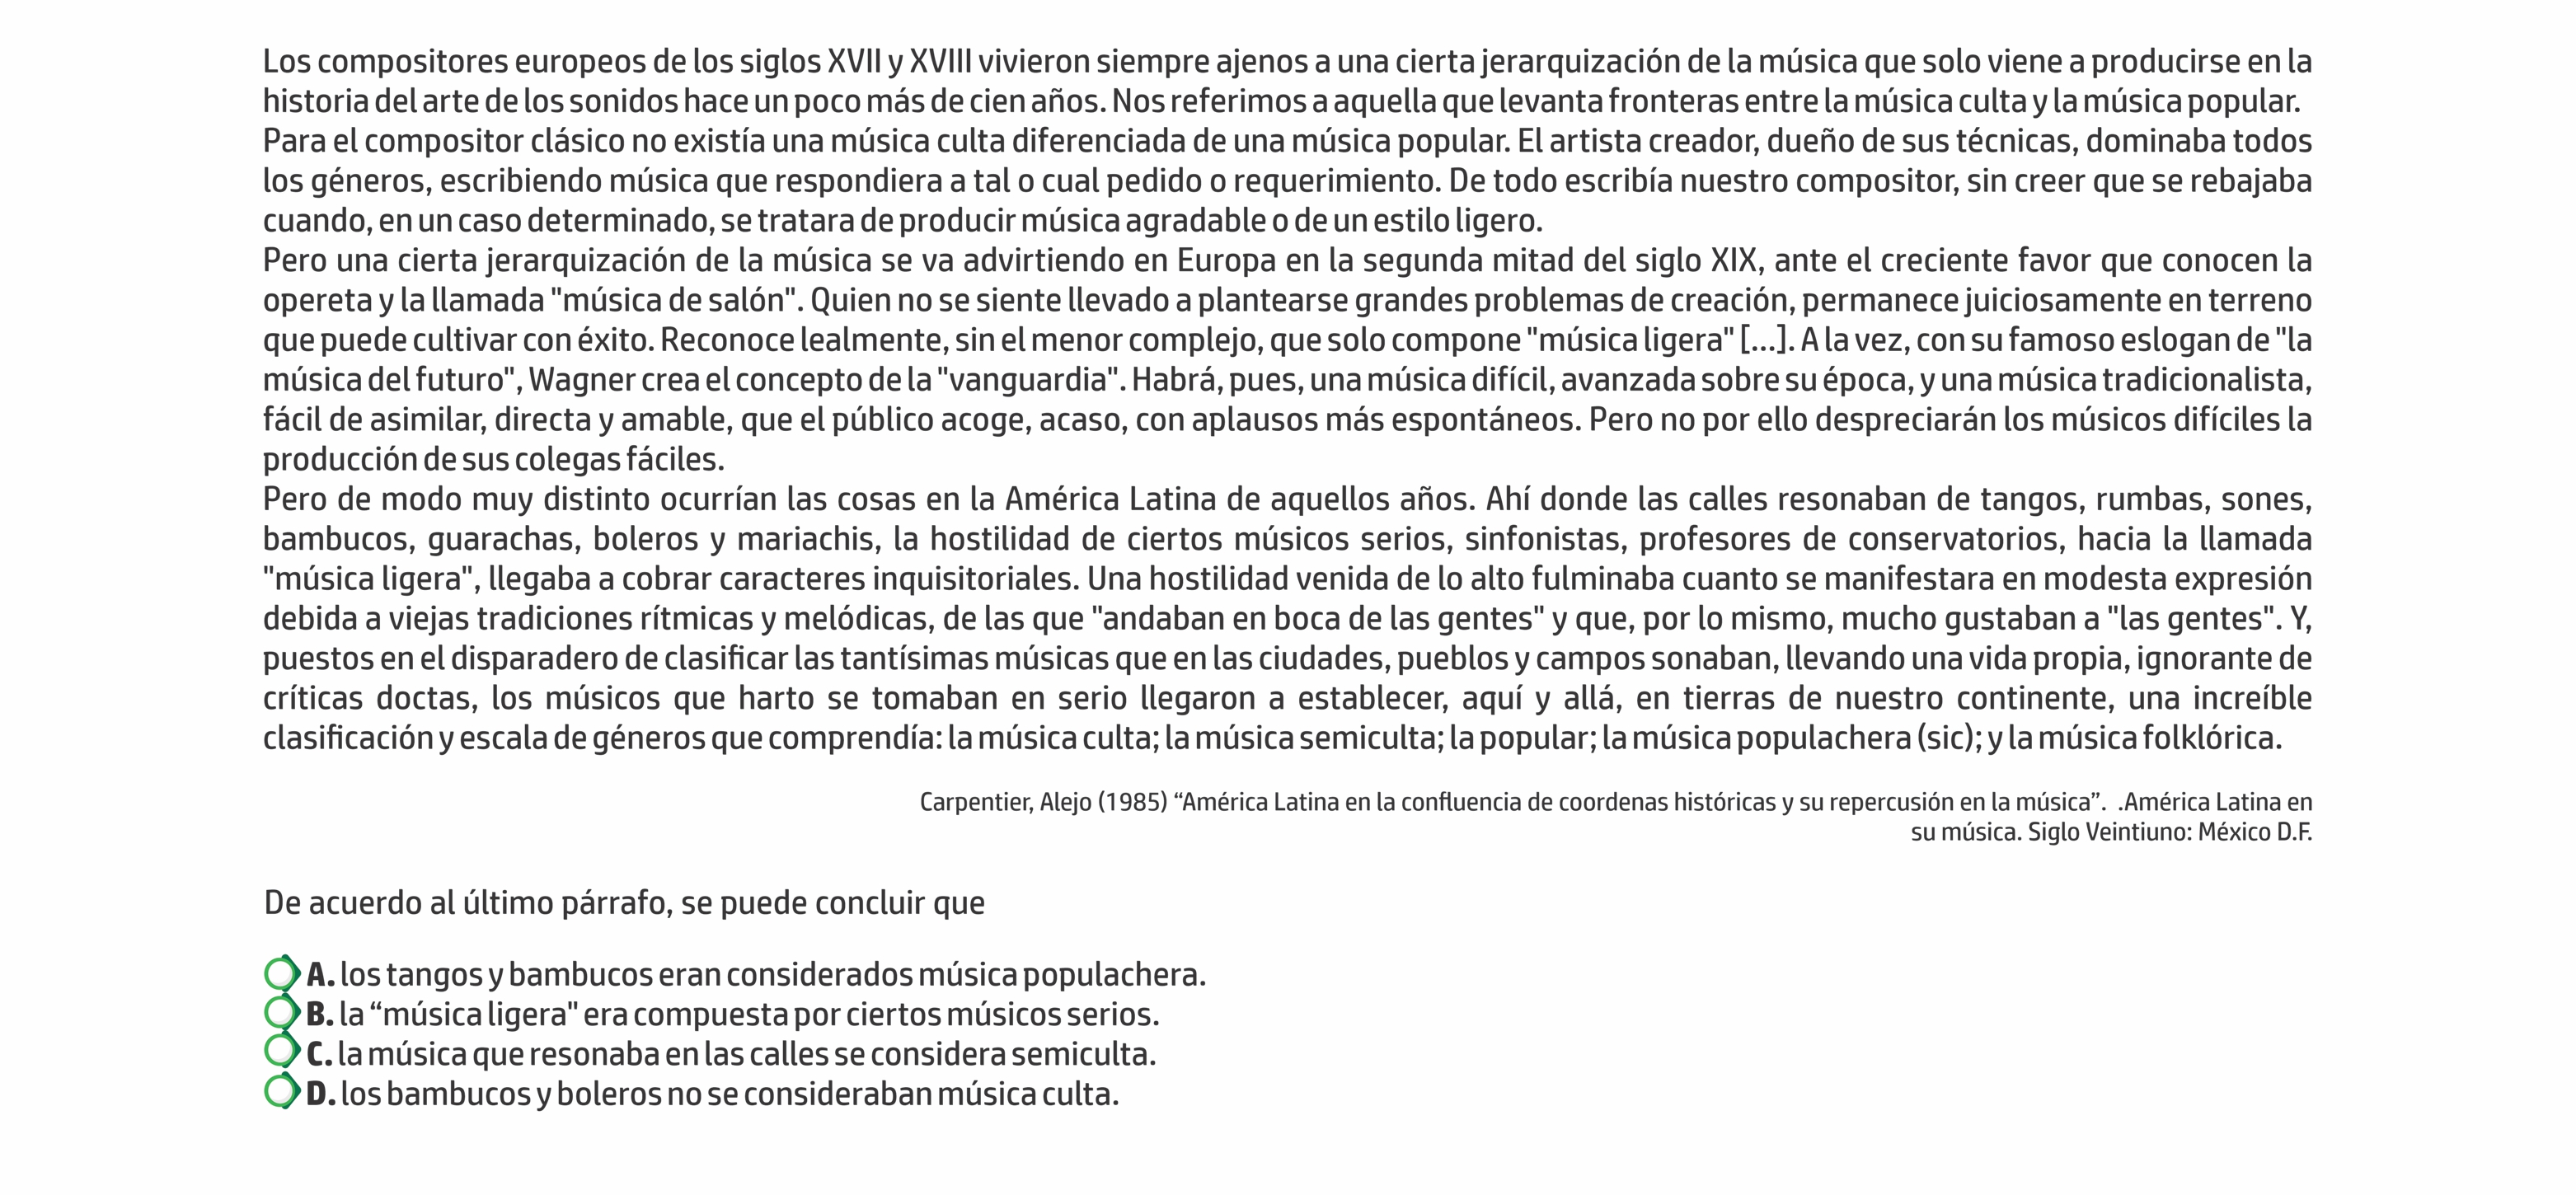 Los compositores europeos de los siglos XVII y XVIII vivieron siempre ajenos a una cierta jerarquización de la música que solo viene a producirse en la
historia del arte de los sonidos hace un poco más de cien años. Nos referimos a aquella que levanta fronteras entre la música culta y la música popular.
Para el compositor clásico no existía una música culta diferenciada de una música popular. El artista creador, dueño de sus técnicas, dominaba todos
los géneros, escribiendo música que respondiera a tal o cual pedido o requerimiento. De todo escribía nuestro compositor, sin creer que se rebajaba
cuando, en un caso determinado, se tratara de producir música agradable o de un estilo ligero.
Pero una cierta jerarquización de la música se va advirtiendo en Europa en la segunda mitad del siglo XIX, ante el creciente favor que conocen la
opereta y la llamada "música de salón". Quien no se siente llevado a plantearse grandes problemas de creación, permanece juiciosamente en terreno
que puede cultivar con éxito. Reconoce lealmente, sin el menor complejo, que solo compone "música ligera" [...]. A la vez, con su famoso eslogan de "la
música del futuro", Wagner crea el concepto de la "vanguardia". Habrá, pues, una música difícil, avanzada sobre su época, y una música tradicionalista,
fácil de asimilar, directa y amable, que el público acoge, acaso, con aplausos más espontáneos. Pero no por ello despreciarán los músicos difíciles la
producción de sus colegas fáciles.
Pero de modo muy distinto ocurrían las cosas en la América Latina de aquellos años. Ahí donde las calles resonaban de tangos, rumbas, sones,
bambucos, guarachas, boleros y mariachis, la hostilidad de ciertos músicos serios, sinfonistas, profesores de conservatorios, hacia la llamada
"música ligera", llegaba a cobrar caracteres inquisitoriales. Una hostilidad venida de lo alto fulminaba cuanto se manifestara en modesta expresión
debida a viejas tradiciones rítmicas y melódicas, de las que "andaban en boca de las gentes" y que, por lo mismo, mucho gustaban a "las gentes". Y,
puestos en el disparadero de clasificar las tantísimas músicas que en las ciudades, pueblos y campos sonaban, llevando una vida propia, ignorante de
críticas doctas, los músicos que harto se tomaban en serio llegaron a establecer, aquí y allá, en tierras de nuestro continente, una increíble
clasificación y escala de géneros que comprendía: la música culta; la música semiculta; la popular; la música populachera (sic); y la música folklórica.
Carpentier, Alejo (1985) “América Latina en la confluencia de coordenas históricas y su repercusión en la música”. .América Latina en
su música. Siglo Veintiuno: México D.F.
De acuerdo al último párrafo, se puede concluir que
A. los tangos y bambucos eran considerados música populachera.
B. la “música ligera" era compuesta por ciertos músicos serios.
C. la música que resonaba en las calles se considera semiculta.
D. los bambucos y boleros no se consideraban música culta.